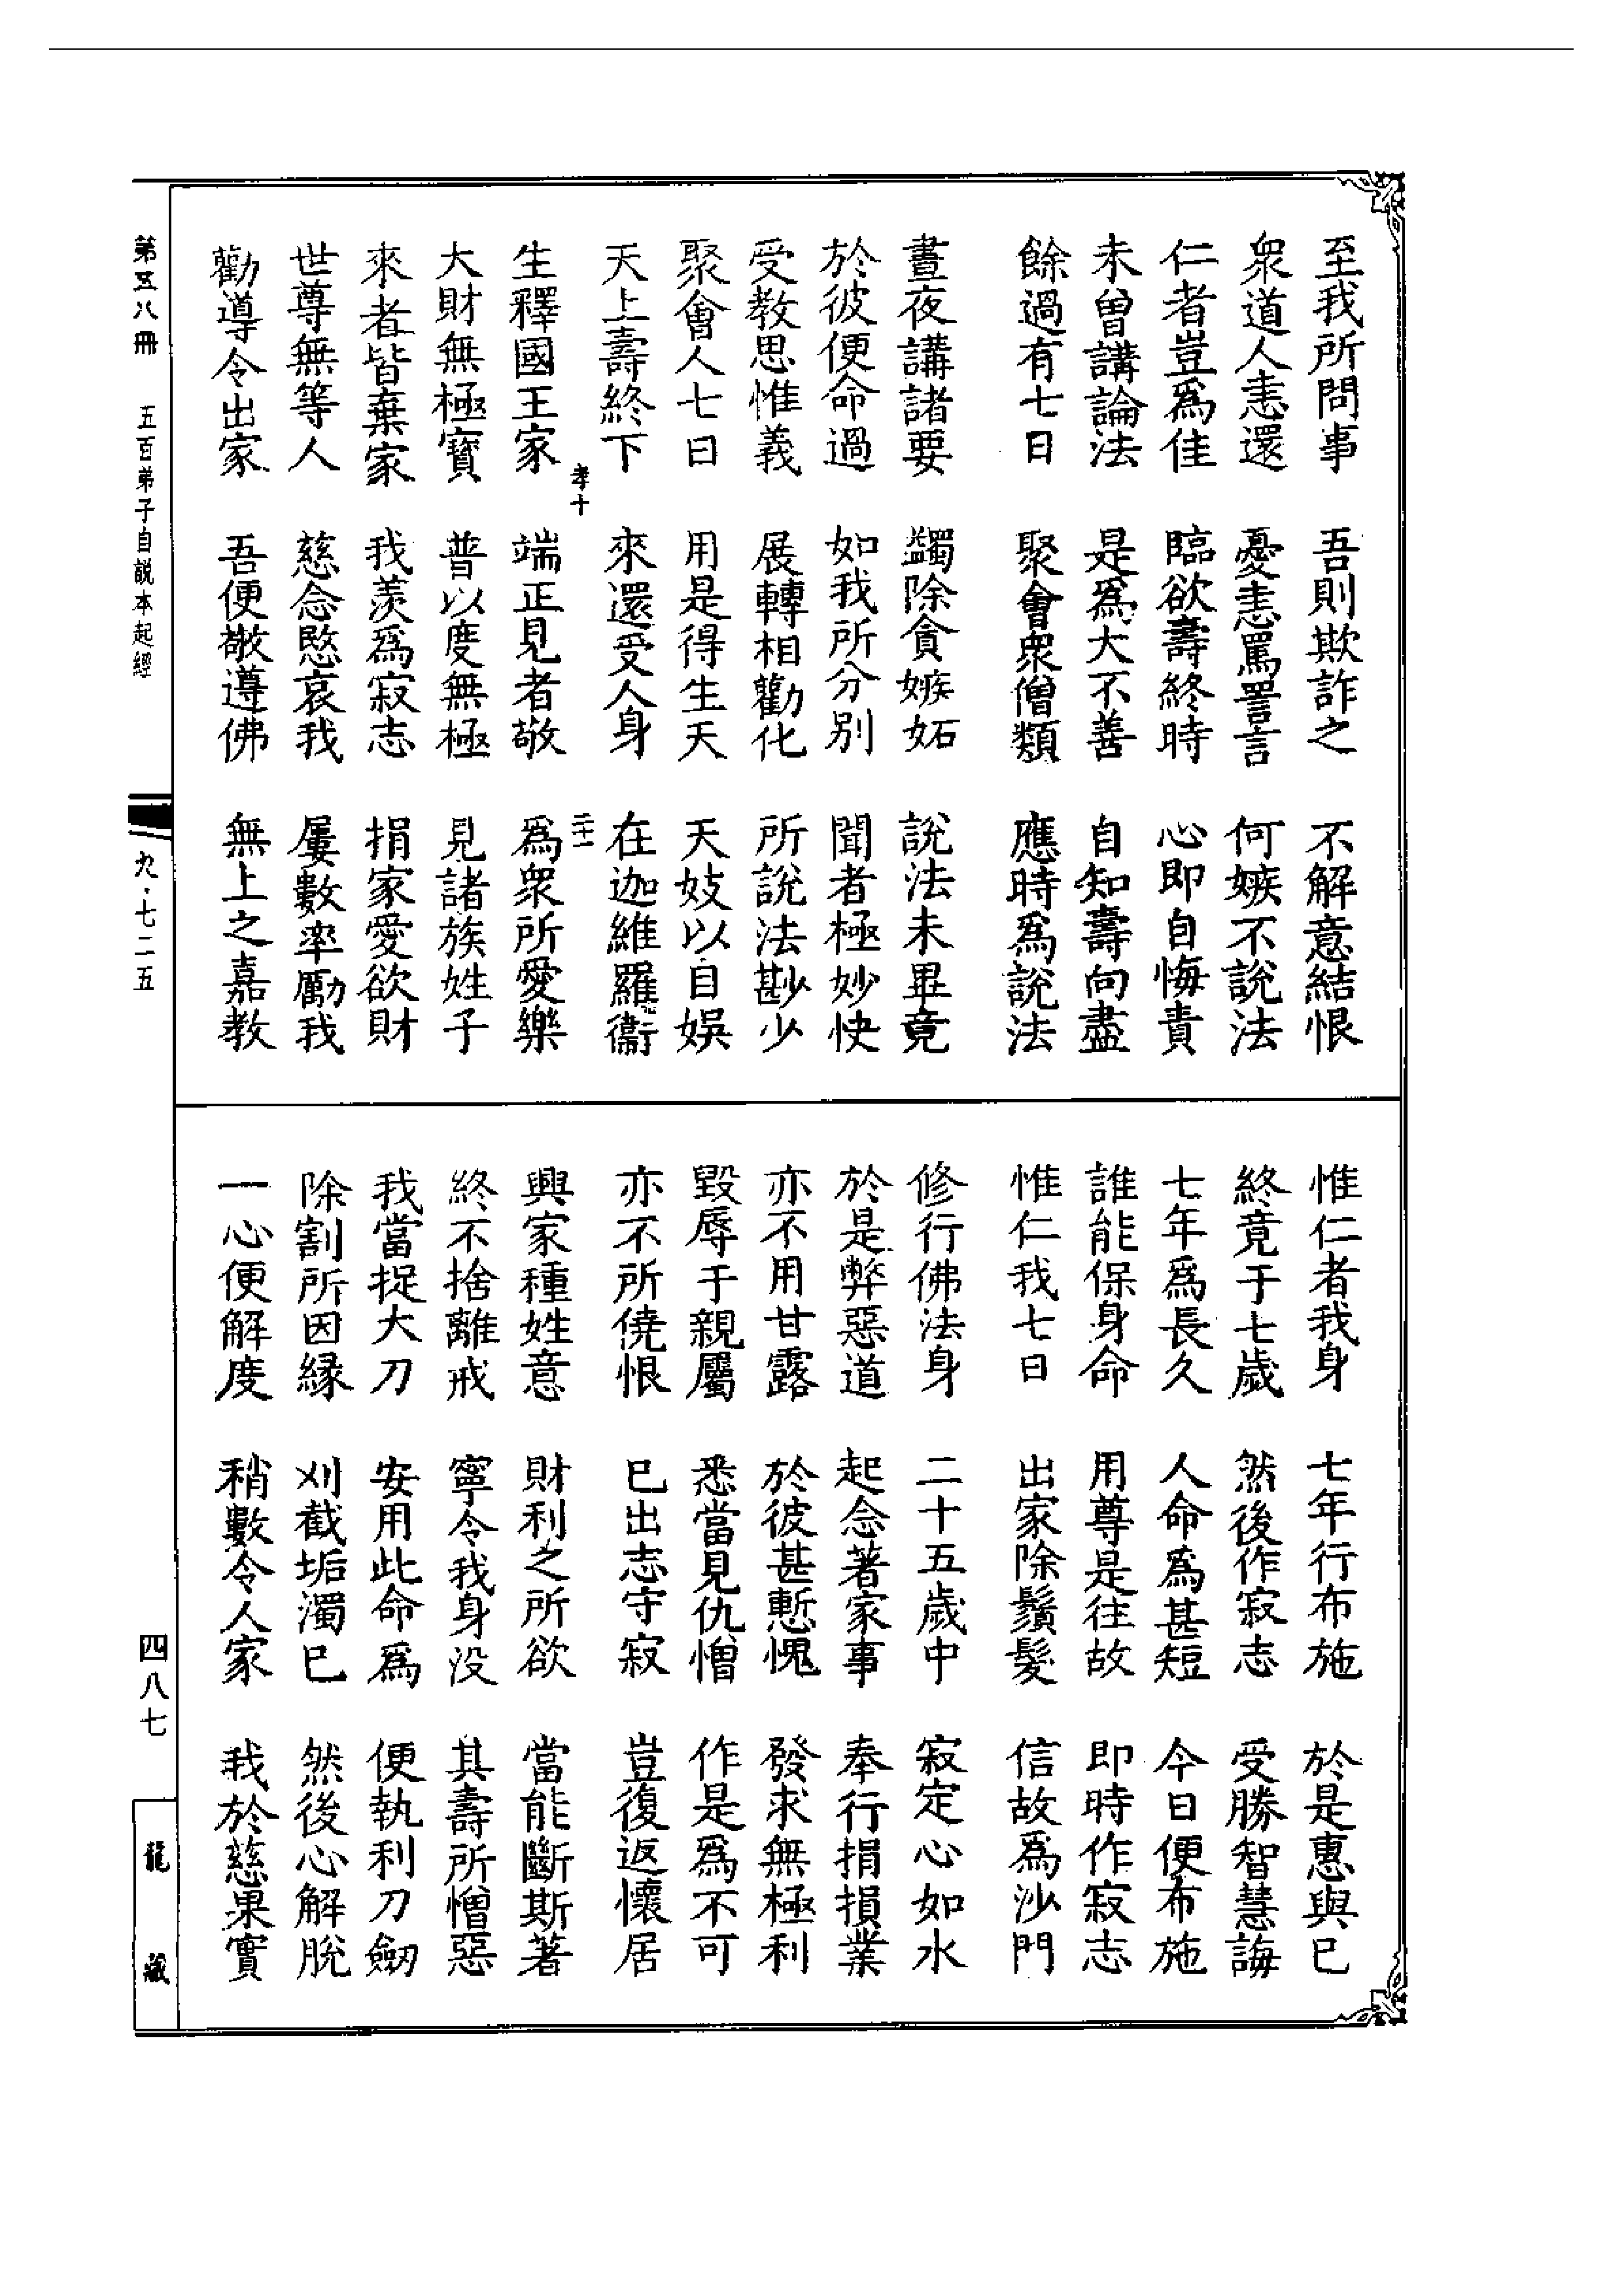 至我所問事　吾則欺詐之　不解意結恨
衆道人恚還　憂恚罵詈言　何嫉不說法
仁者豈爲佳　臨欲壽終時　心即自悔責
未曾講論法　是爲大不善　自知壽向盡
餘過有七日　聚會衆僧類　應時爲說法
晝夜講諸要　蠲除貪嫉妬　說法未畢竟
於彼便命過　如我所分別　聞者極妙快
受教思惟義　展轉相勸化　所說法尠少
聚會人七日　用是得生天　天妓以自娛
天上壽終下　來還受人身　在迦維羅衞
孝十　二十一
生釋國王家　端正見者敬　爲衆所愛樂
大財無極寶　普以度無極　見諸族姓子
來者皆棄家　我羨爲寂志　捐家愛欲財
世尊無等人　慈念愍哀我　屢數率勵我
勸導令出家　吾便敬遵佛　無上之嘉教
惟仁者我身　七年行布施　於是惠與已
終竟于七歲　然後作寂志　受勝智慧誨
七年爲長久　人命爲甚短　今日便布施
誰能保身命　用尊是往故　即時作寂志
惟仁我七日　出家除鬚髮　信故爲沙門
修行佛法身　二十五歲中　寂定心如水
於是弊惡道　起念著家事　奉行捐損業
亦不用甘露　於彼甚慙愧　發求無極利
毀辱于親屬　悉當見仇憎　作是爲不可
亦不所僥恨　已出志守寂　豈復返懷居
興家種姓意　財利之所欲　當能斷斯著
終不捨離戒　寧令我身没　其壽所憎惡
我當捉大刀　安用此命爲　便執利刀劒
除割所因緣　刈截垢濁已　然後心解脫
一心便解度　稍數令人家　我於慈果實
第五八冊　五百弟子自説本起經　九·七二五　四八七　龍藏